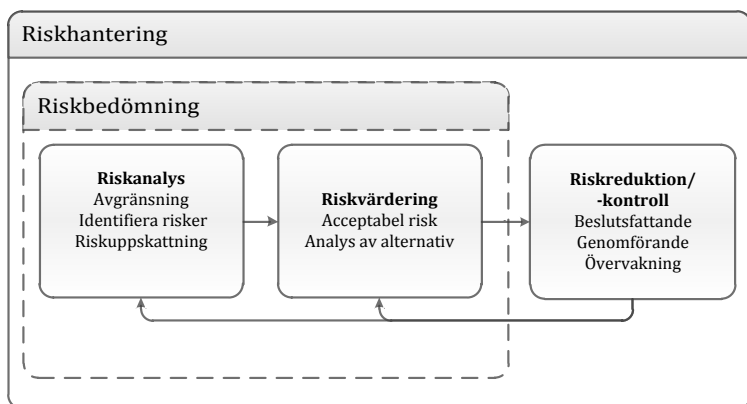 Riskhantering
Riskbedömning
Riskanalys
Avgränsning
Identifiera risker
Riskuppskattning
Riskvärdering
Acceptabel risk
Analys av alternativ
Riskreduktion/
-kontroll
Beslutsfattande
Genomförande
Övervakning